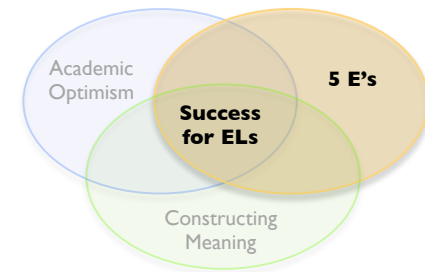 Academic
Optimism
5 E's
Success
for ELs
Constructing
Meaning